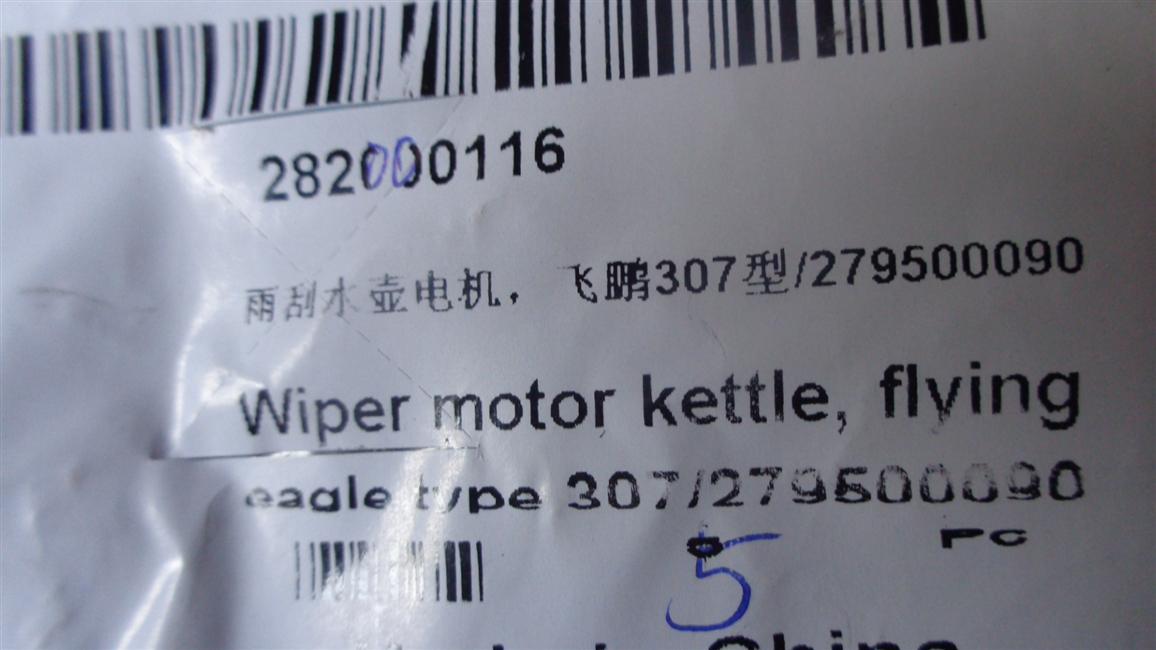 282000116
雨刮水壶电机，飞鹏307型/279500090
Wiper motor kettle, flying
eagle type 307/279500090
5 PC
China